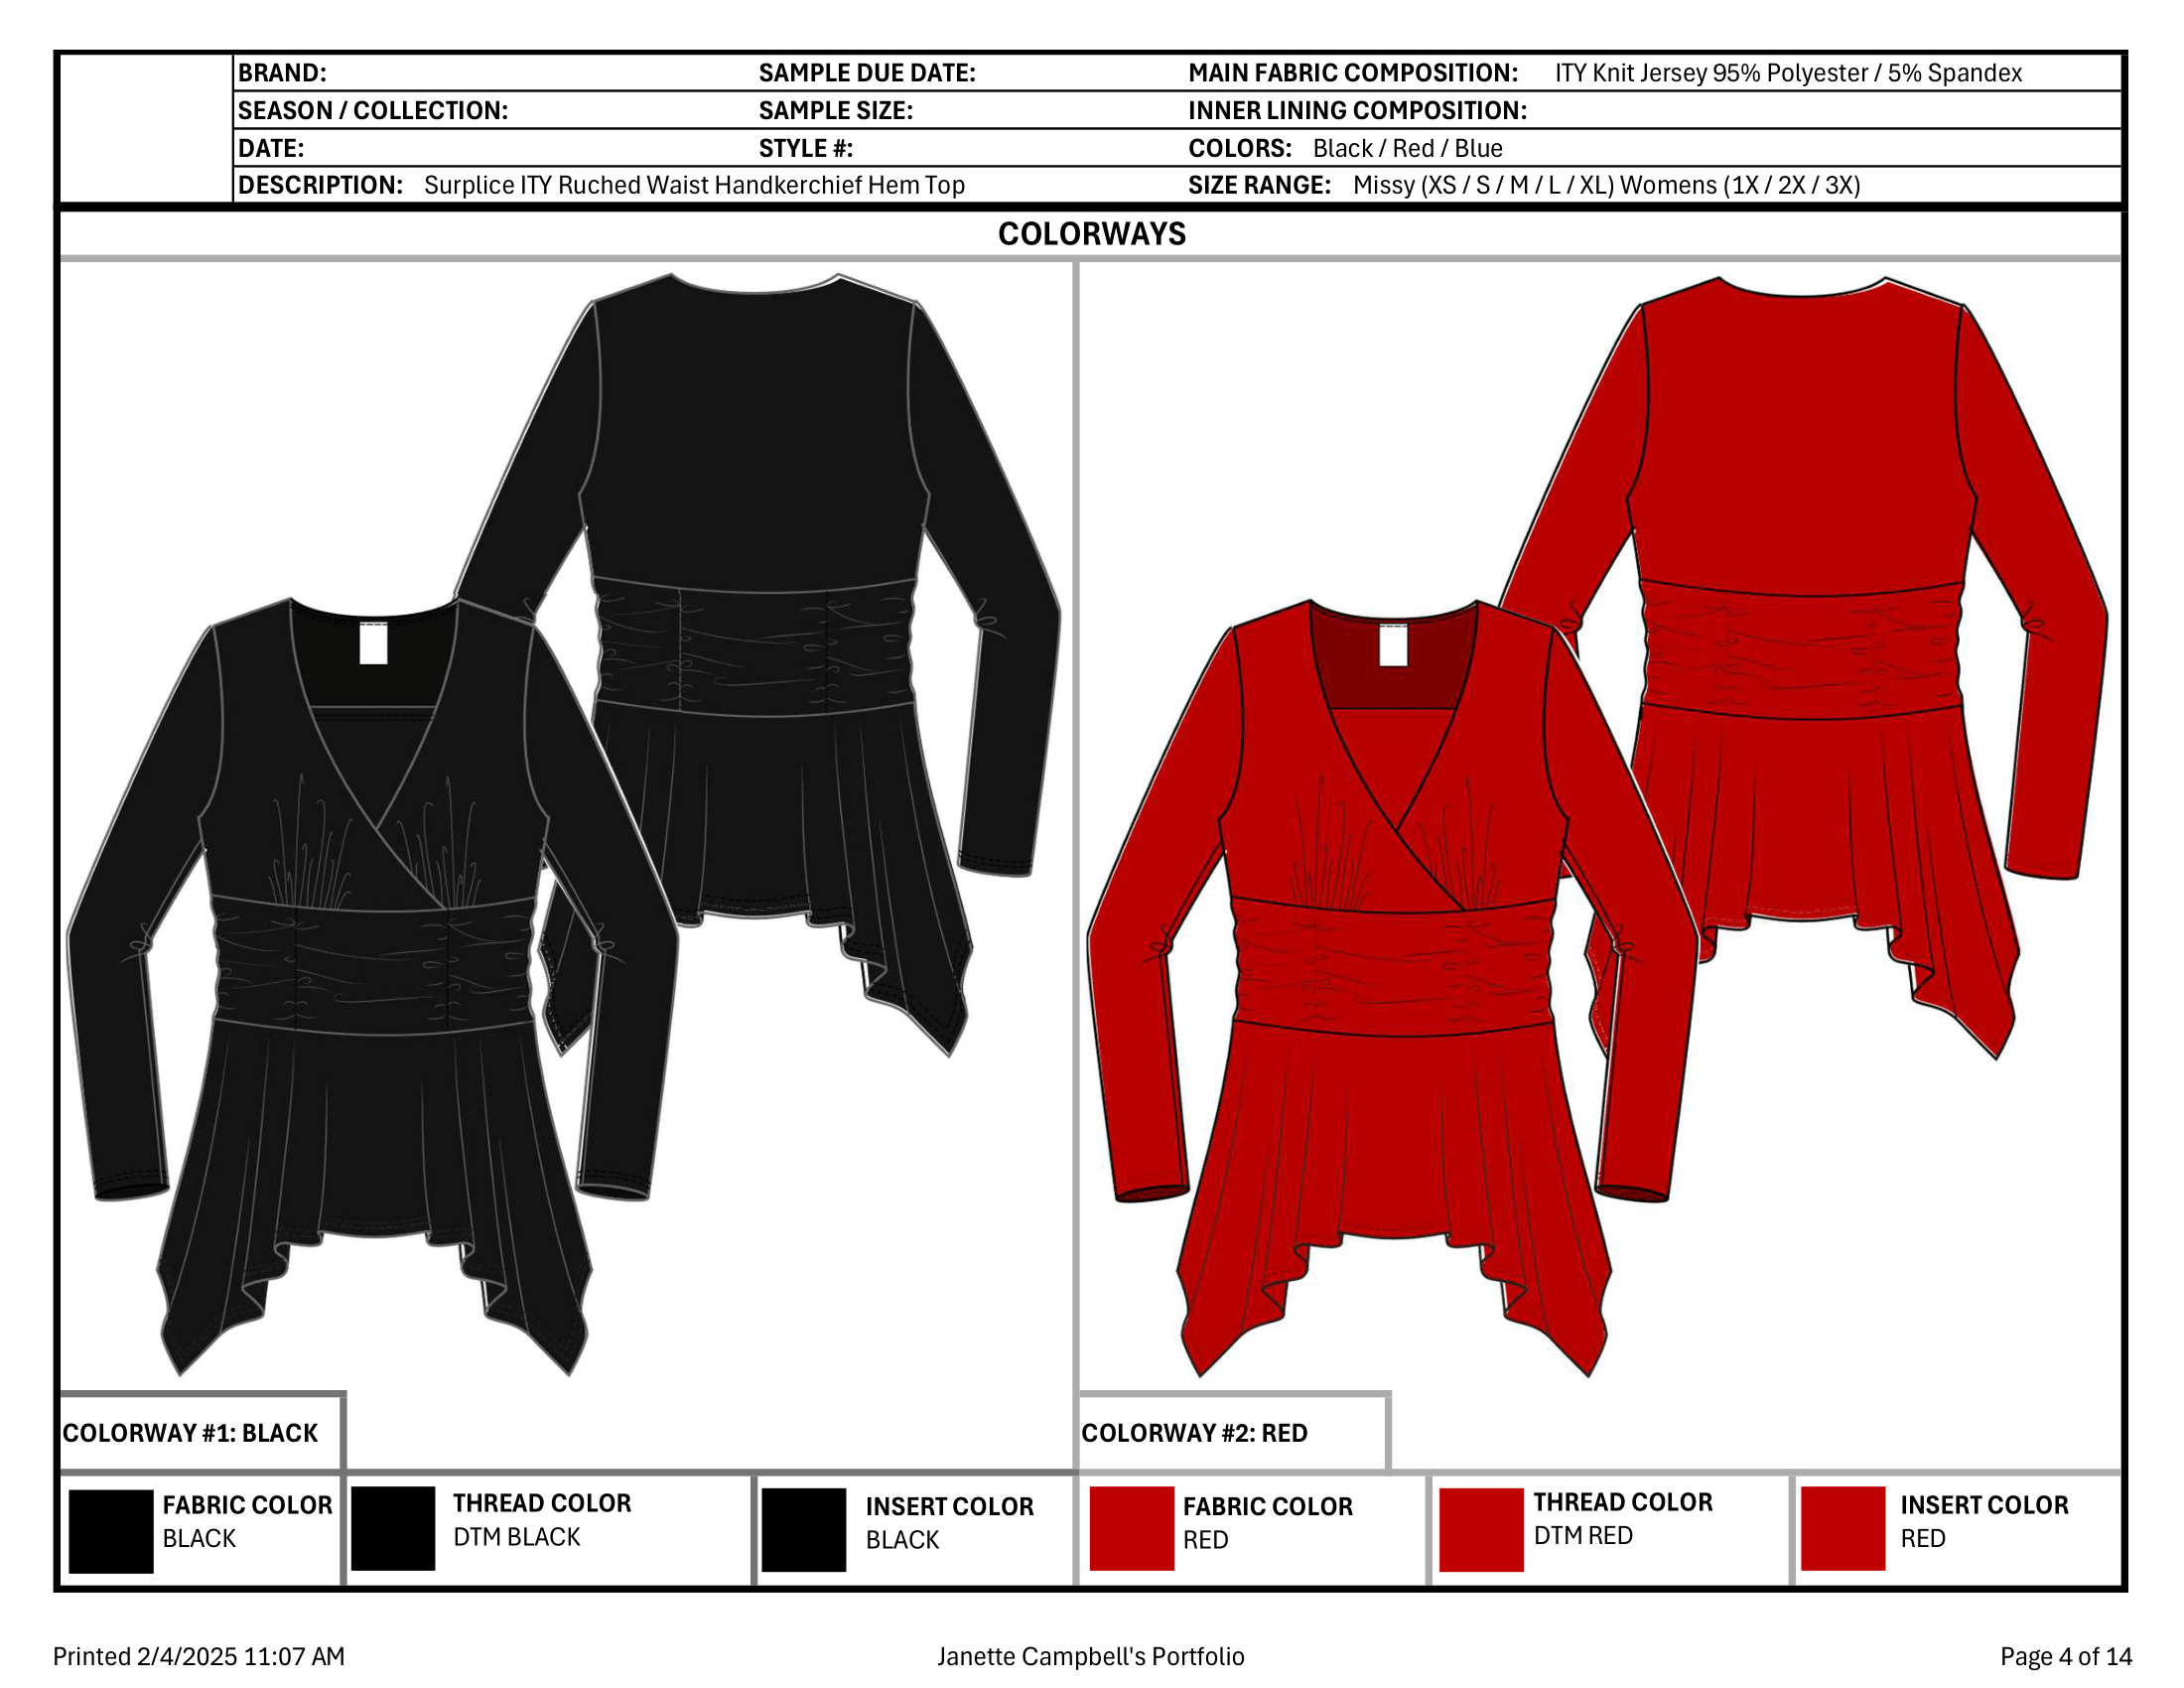 BRAND: SAMPLE DUE DATE: MAIN FABRIC COMPOSITION: ITY Knit Jersey 95% Polyester / 5% Spandex
SEASON / COLLECTION: SAMPLE SIZE: INNER LINING COMPOSITION:
DATE: STYLE #: COLORS: Black / Red / Blue
DESCRIPTION: Surplice ITY Ruched Waist Handkerchief Hem Top SIZE RANGE: Missy (XS / S / M / L / XL) Womens (1X / 2X / 3X)
COLORWAYS
COLORWAY #1: BLACK
COLORWAY #2: RED
FABRIC COLOR
BLACK
THREAD COLOR
DTM BLACK
INSERT COLOR
BLACK
FABRIC COLOR
RED
THREAD COLOR
DTM RED
INSERT COLOR
RED
Printed 2/4/2025 11:07 AM Janette Campbell's Portfolio Page 4 of 14